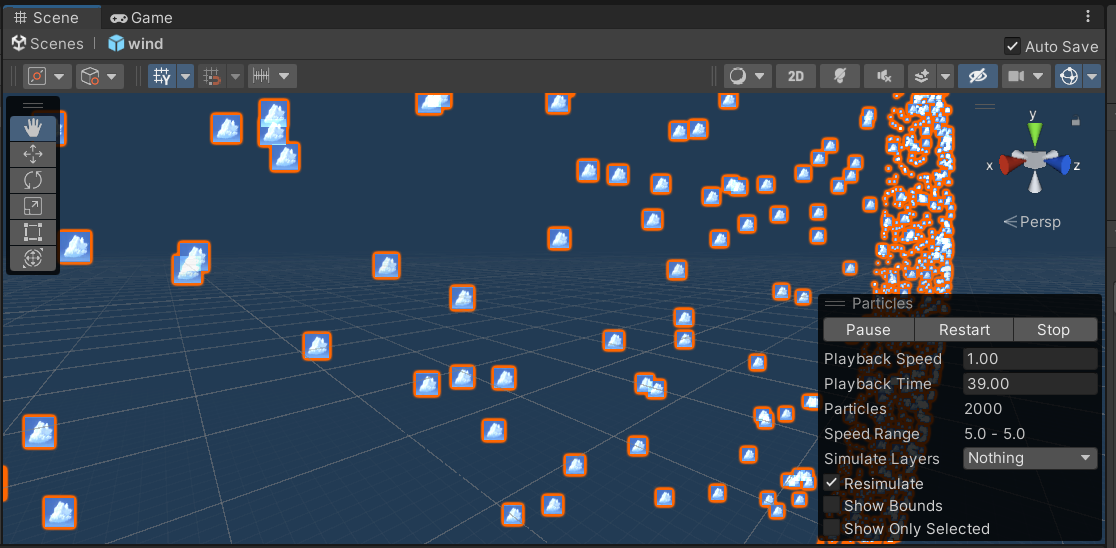 Scene Game
Scenes | wind
Auto Save
2D
y
x z
Persp
Particles
Pause Restart Stop
Playback Speed 1.00
Playback Time 39.00
Particles 2000
Speed Range 5.0 - 5.0
Simulate Layers Nothing
Resimulate
Show Bounds
Show Only Selected